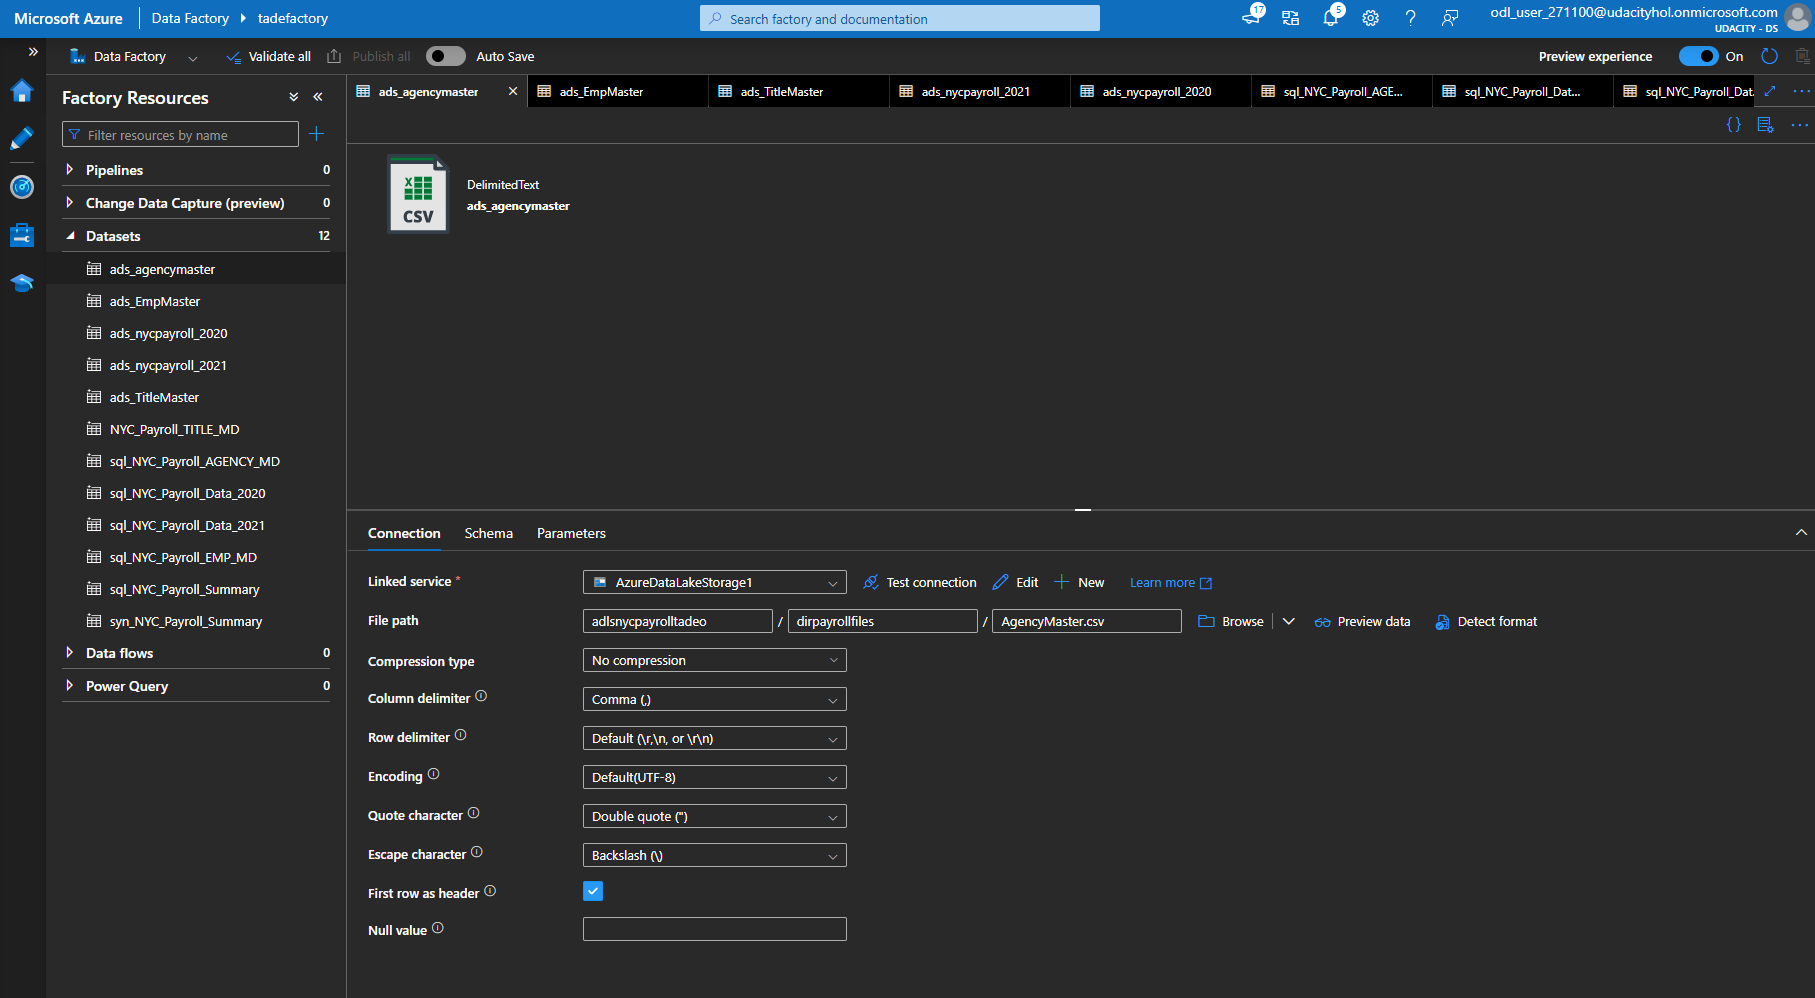 Microsoft Azure
Data Factory
tadefactory
Search factory and documentation
17
5
odl_user_271100@udacityhol.onmicrosoft.com
UDACITY - DS
Data Factory
Validate all
Publish all
Auto Save
Preview experience
On
Factory Resources
Filter resources by name
Pipelines 0
Change Data Capture (preview) 0
Datasets 12
ads_agencymaster
ads_EmpMaster
ads_nycpayroll_2020
ads_nycpayroll_2021
ads_TitleMaster
NYC_Payroll_TITLE_MD
sql_NYC_Payroll_AGENCY_MD
sql_NYC_Payroll_Data_2020
sql_NYC_Payroll_Data_2021
sql_NYC_Payroll_EMP_MD
sql_NYC_Payroll_Summary
syn_NYC_Payroll_Summary
Data flows 0
Power Query 0
ads_agencymaster
ads_EmpMaster
ads_TitleMaster
ads_nycpayroll_2021
ads_nycpayroll_2020
sql_NYC_Payroll_AGE...
sql_NYC_Payroll_Dat...
sql_NYC_Payroll_Dat.
{}
X
CSV
DelimitedText
ads_agencymaster
Connection
Schema
Parameters
Linked service * AzureDataLakeStorage1 Test connection Edit New Learn more
File path adlsnycpayrolltadeo / dirpayrollfiles / AgencyMaster.csv Browse Preview data Detect format
Compression type No compression
Column delimiter Comma (,)
Row delimiter Default (\r,\n, or \r\n)
Encoding Default(UTF-8)
Quote character Double quote (")
Escape character Backslash (\)
First row as header
Null value